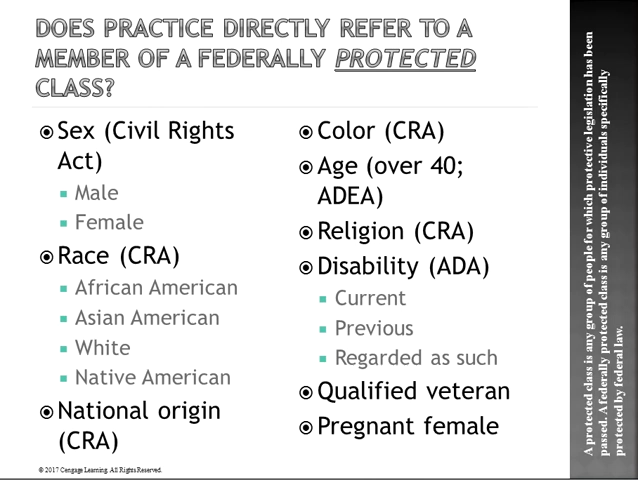 DOES PRACTICE DIRECTLY REFER TO A
MEMBER OF A FEDERALLY PROTECTED
CLASS?
Sex (Civil Rights
Act)
Male
Female
Race (CRA)
African American
Asian American
White
Native American
National origin
(CRA)
Color (CRA)
Age (over 40;
ADEA)
Religion (CRA)
Disability (ADA)
Current
Previous
Regarded as such
Qualified veteran
Pregnant female
A protected class is any group of people for which protective legislation has been
passed. A federally protected class is any group of individuals specifically
protected by federal law.
© 2017 Cengage Learning. All Rights Reserved.